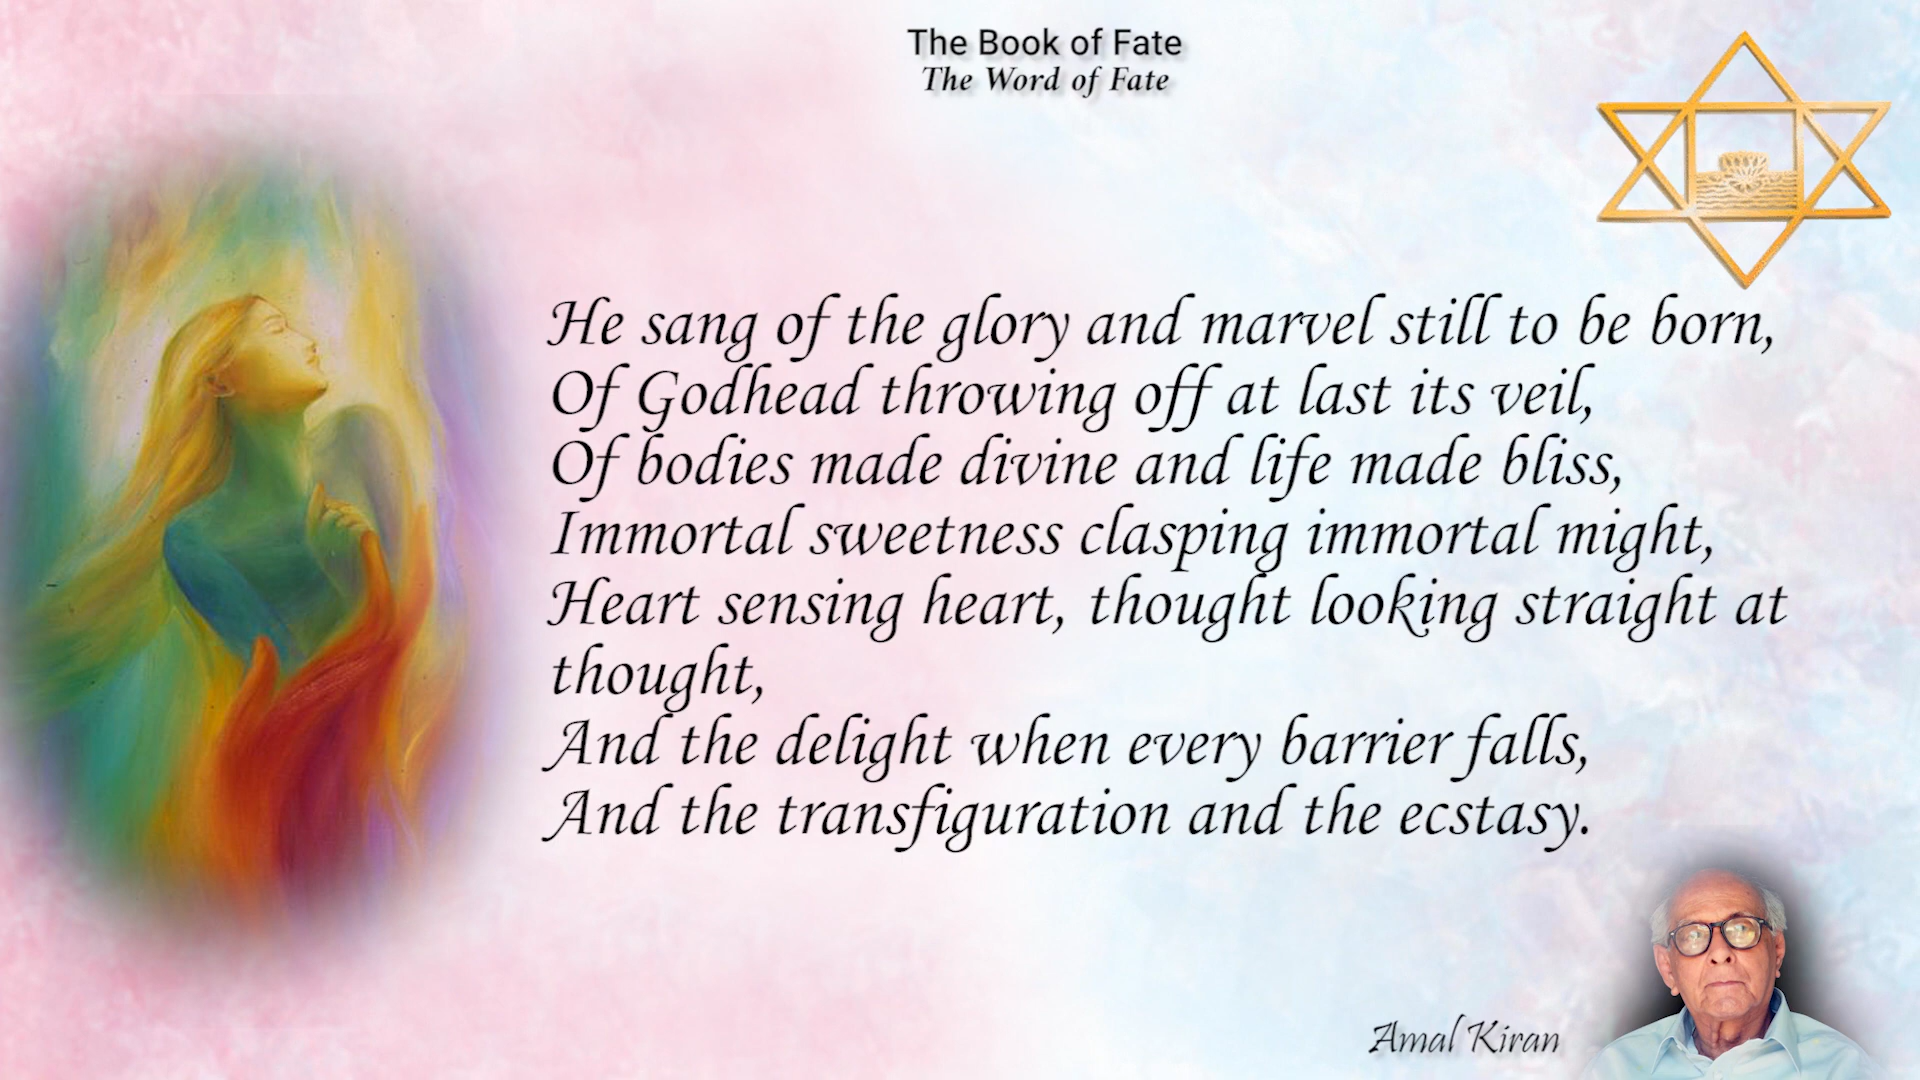 The Book of Fate
The Word of Fate
He sang of the glory and marvel still to be born,
Of Godhead throwing off at last its veil,
Of bodies made divine and life made bliss,
Immortal sweetness clasping immortal might,
Heart sensing heart, thought looking straight at
thought,
And the delight when every barrier falls,
And the transfiguration and the ecstasy.
Amal Kiran